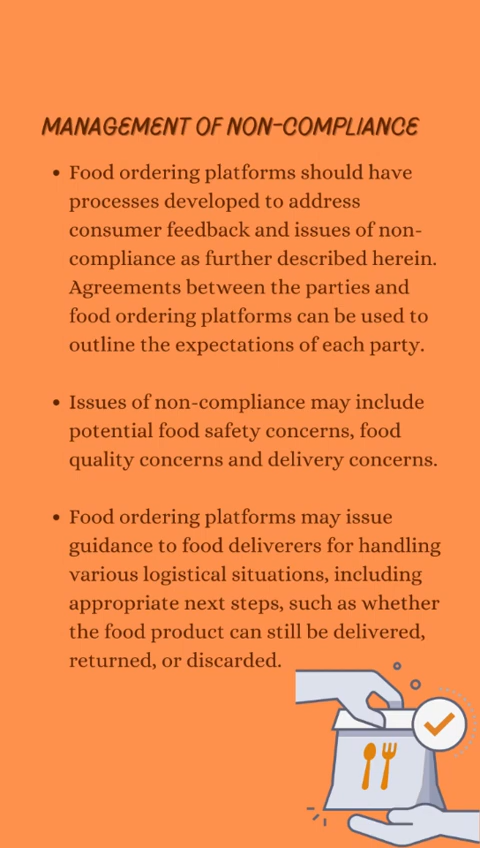 MANAGEMENT OF NON-COMPLIANCE
• Food ordering platforms should have
processes developed to address
consumer feedback and issues of non-
compliance as further described herein.
Agreements between the parties and
food ordering platforms can be used to
outline the expectations of each party.
• Issues of non-compliance may include
potential food safety concerns, food
quality concerns and delivery concerns.
• Food ordering platforms may issue
guidance to food deliverers for handling
various logistical situations, including
appropriate next steps, such as whether
the food product can still be delivered,
returned, or discarded.